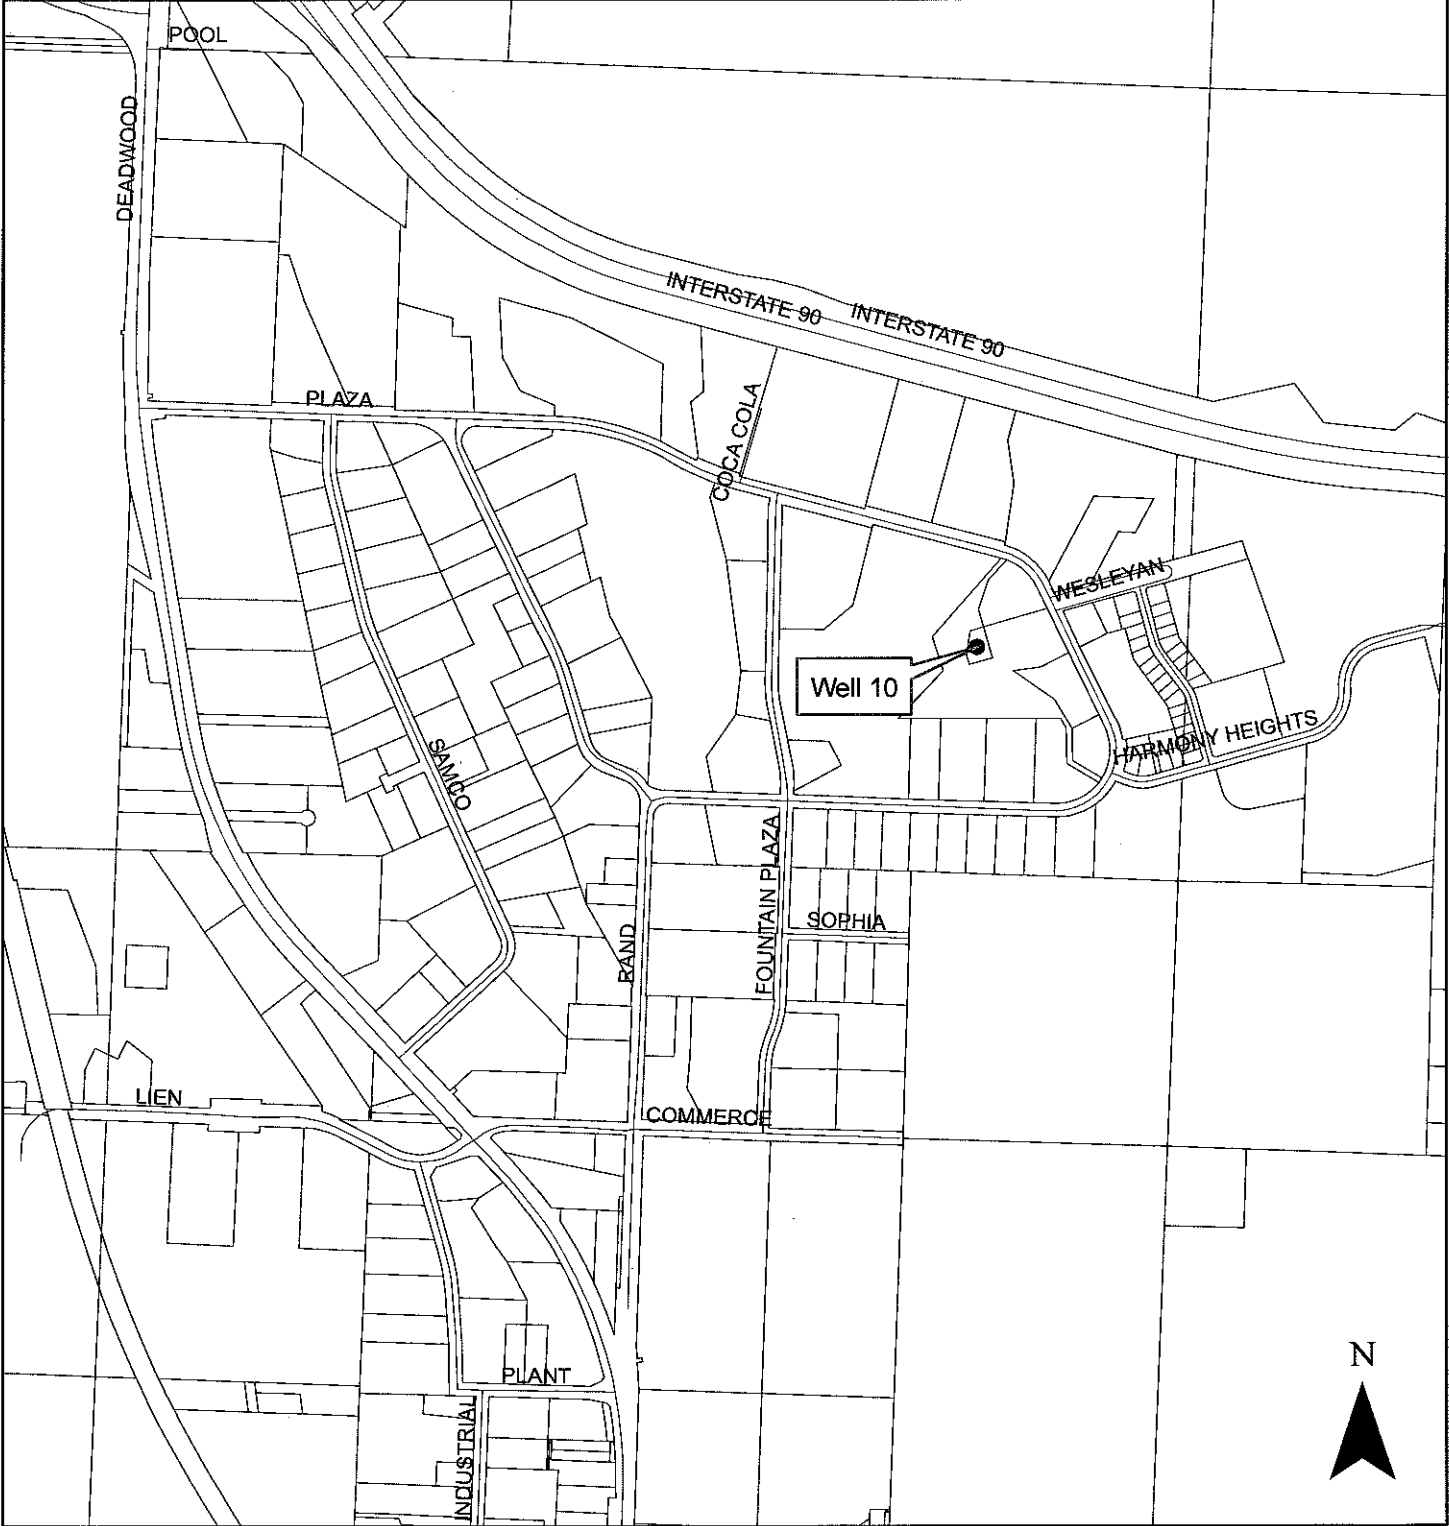 POOL
DEADWOOD
INTERSTATE 90
INTERSTATE 90
PLAZA
COCA COLA
WESLEYAN
Well 10
HARMONY HEIGHTS
SAMCO
FOUNTAIN PLAZA
SOPHIA
RAND
LIEN
COMMERCE
N
PLANT
INDUSTRIAL